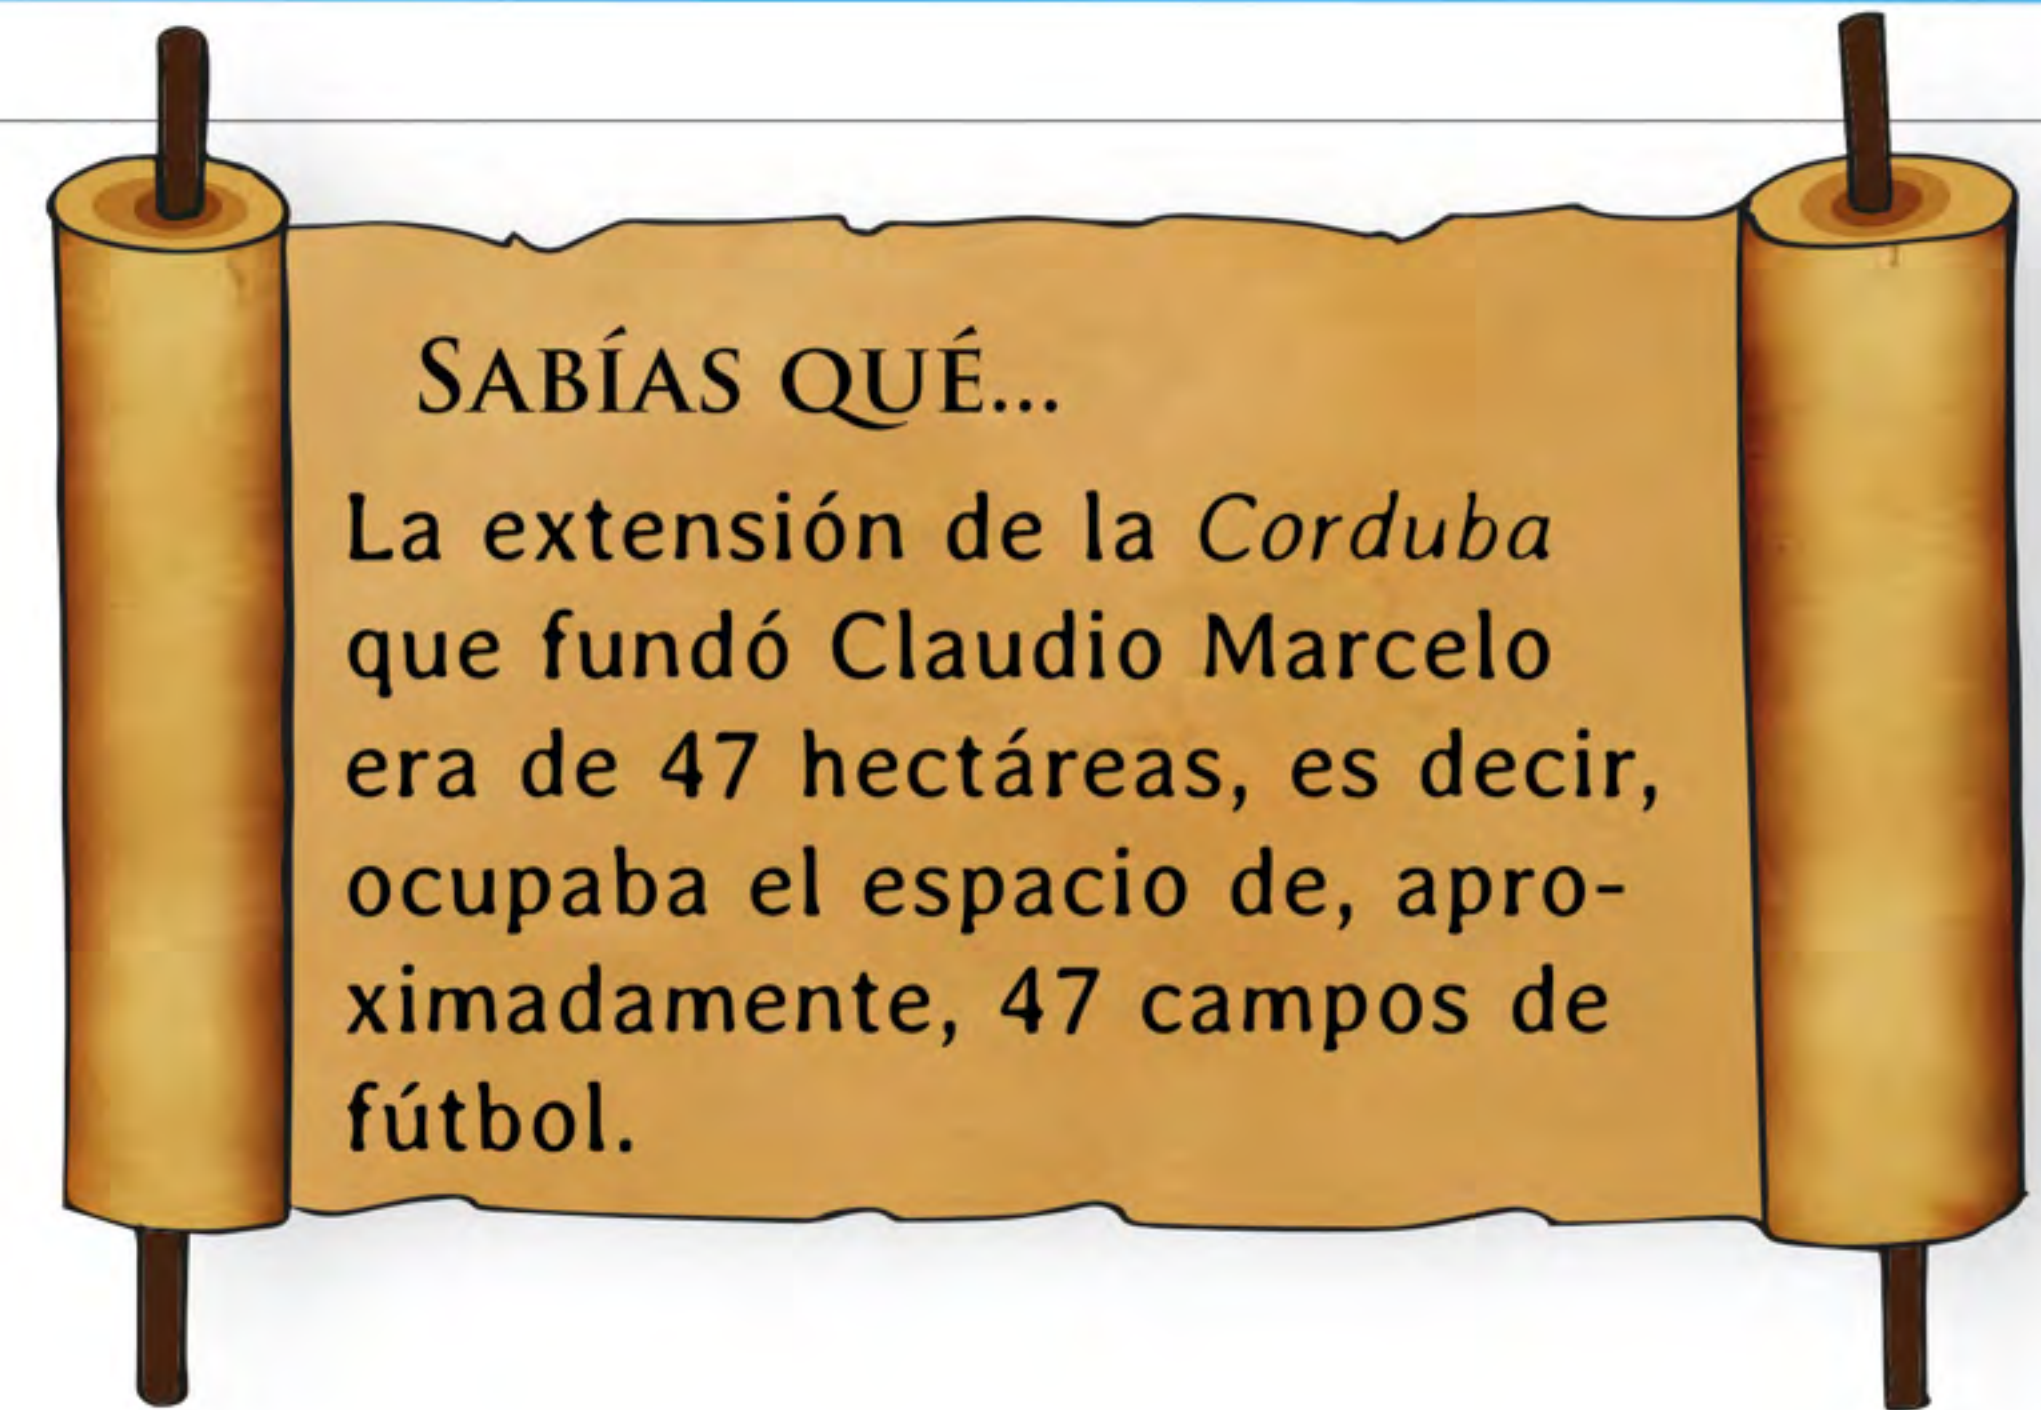 SABÍAS QUÉ...
La extensión de la Corduba
que fundó Claudio Marcelo
era de 47 hectáreas, es decir,
ocupaba el espacio de, apro-
ximadamente, 47 campos de
fútbol.